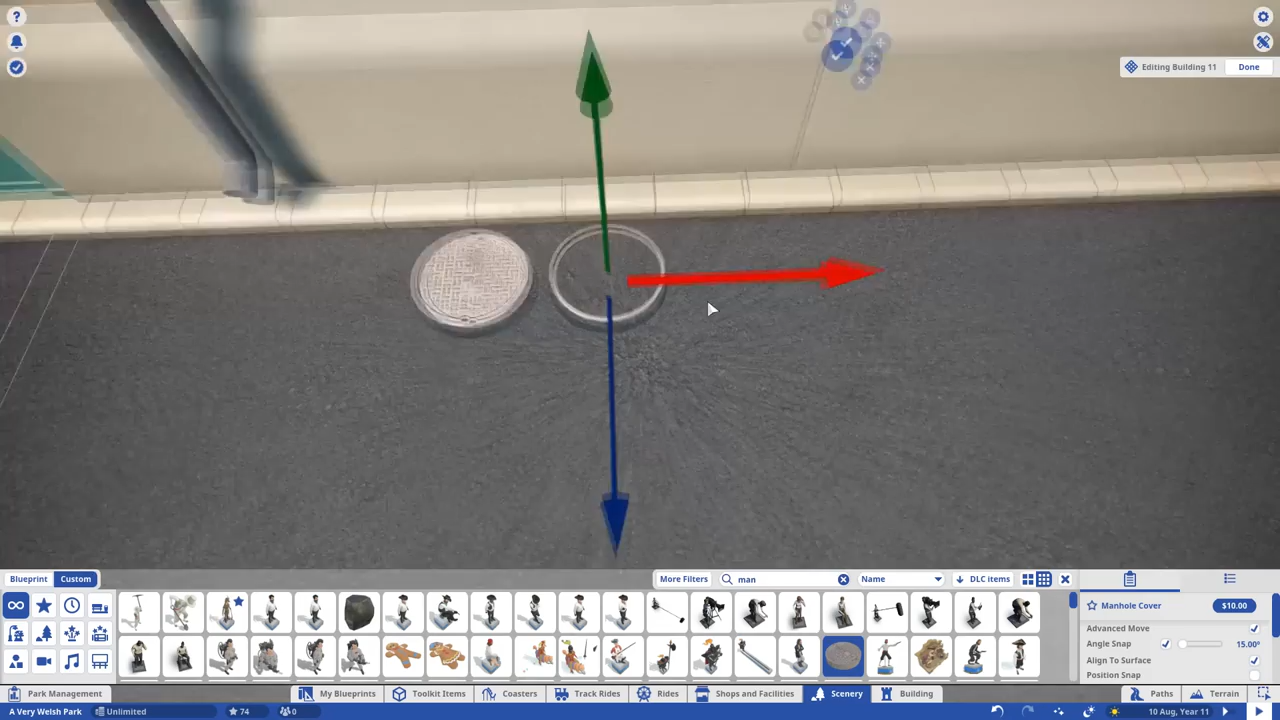 Editing Building 11
Done
Blueprint
Custom
More Filters
man
Name
DLC items
Manhole Cover
$10.00
Advanced Move
Angle Snap
15.00°
Align To Surface
Position Snap
Park Management
My Blueprints
Toolkit Items
Coasters
Track Rides
Rides
Shops and Facilities
Scenery
Building
Paths
Terrain
A Very Welsh Park
Unlimited
74
0
10 Aug, Year 11